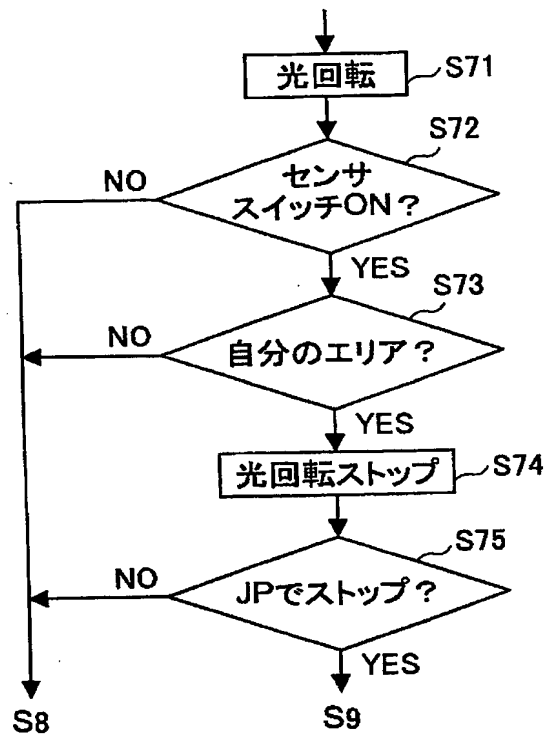 光回転
S71
S72
センサ
スイッチON？
NO
YES
S73
自分のエリア？
NO
YES
光回転ストップ
S74
S75
JPでストップ？
NO
YES
S8
S9